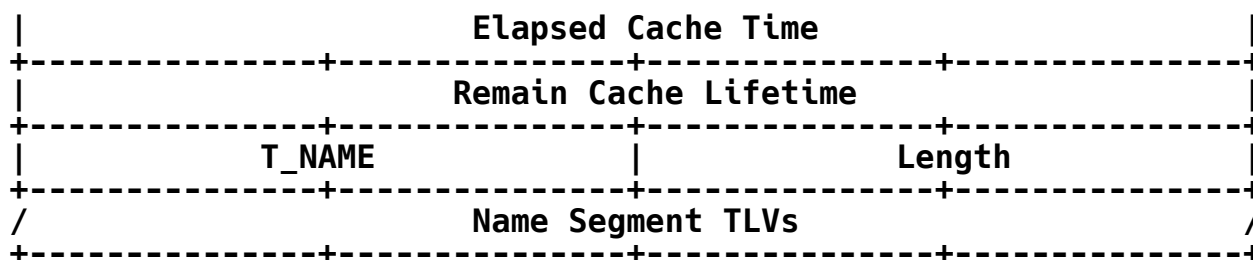 | Elapsed Cache Time |
+---------------+---------------+---------------+---------------+
| Remain Cache Lifetime |
+---------------+---------------+---------------+---------------+
| T_NAME | Length |
+---------------+---------------+---------------+---------------+
/ Name Segment TLVs /
+---------------+---------------+---------------+---------------+